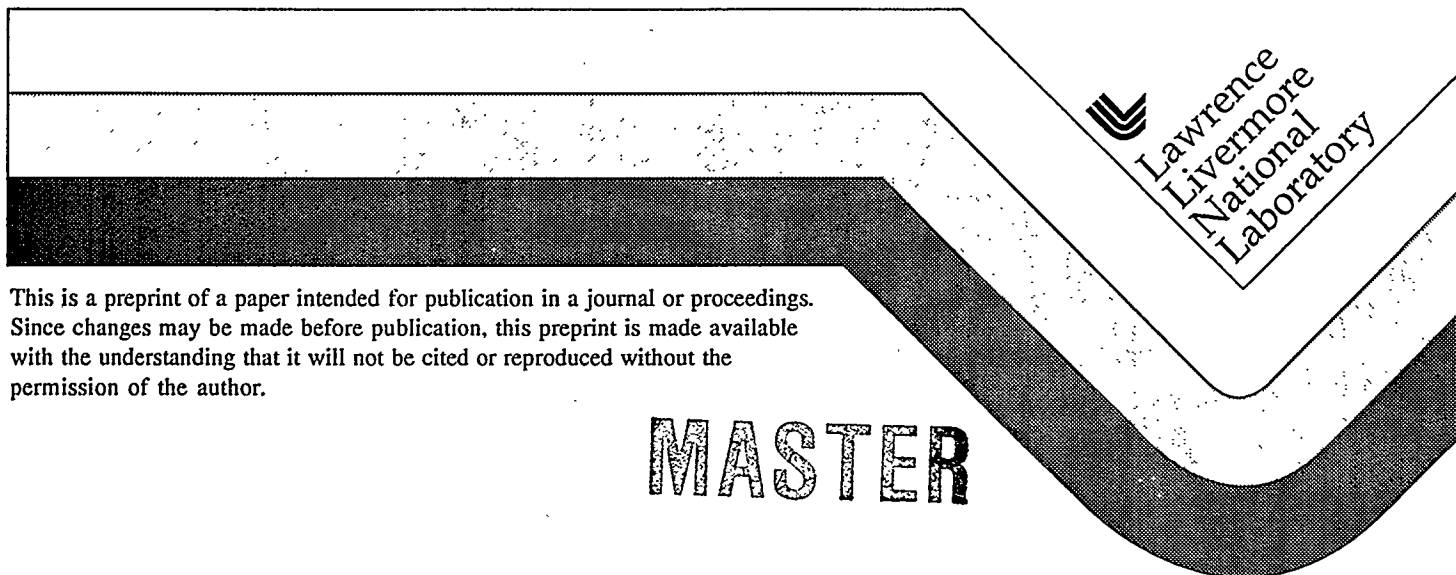 Lawrence
Livermore
National
Laboratory
This is a preprint of a paper intended for publication in a journal or proceedings.
Since changes may be made before publication, this preprint is made available
with the understanding that it will not be cited or reproduced without the
permission of the author.
MASTER